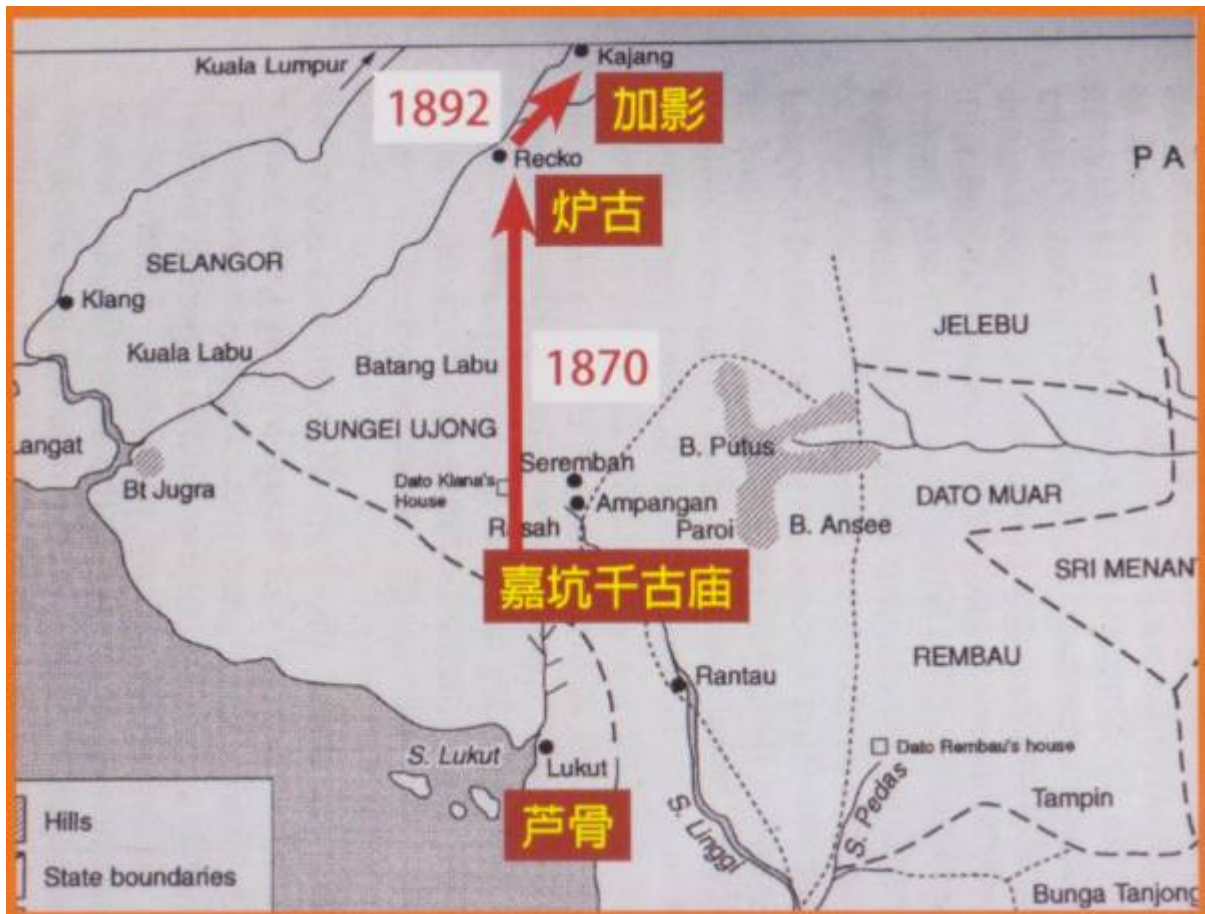 Kuala Lumpur
Kajang
1892
加影
Recko
PA
炉古
SELANGOR
Klang
JELEBU
Kuala Labu
Batang Labu
1870
SUNGEI UJONG
B. Putus
Langat
Seremban
Dato Klana's
House
Bt Jugra
Ampangan
DATO MUAR
Rasah
Paroi
B. Ansee
SRI MENANT
嘉坑千古庙
REMBAU
Rantau
S. Lukut
Lukut
Dato Rembau's house
芦骨
S. Linggi
S. Pedas
Tampin
Hills
State boundaries
Bunga Tanjong